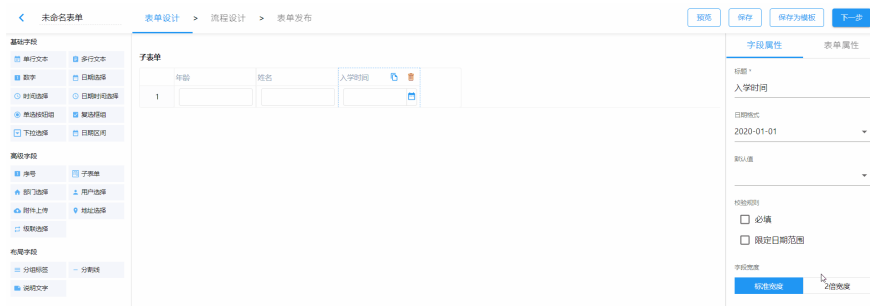 未命名表单 表单设计 > 流程设计 > 表单发布 预览 保存 保存为模板 下一步
基础字段
单行文本 多行文本
数字 日期选择
时间选择 日期时间选择
单选按钮组 复选框组
下拉选择 日期区间
高级字段
序号 子表单
部门选择 用户选择
附件上传 地址选择
级联选择
布局字段
分组标签 分割线
说明文字
子表单
年龄 姓名 入学时间
1
字段属性 表单属性
标题 *
入学时间
日期格式
2020-01-01
默认值
校验规则
必填
限定日期范围
字段宽度
标准宽度 2倍宽度